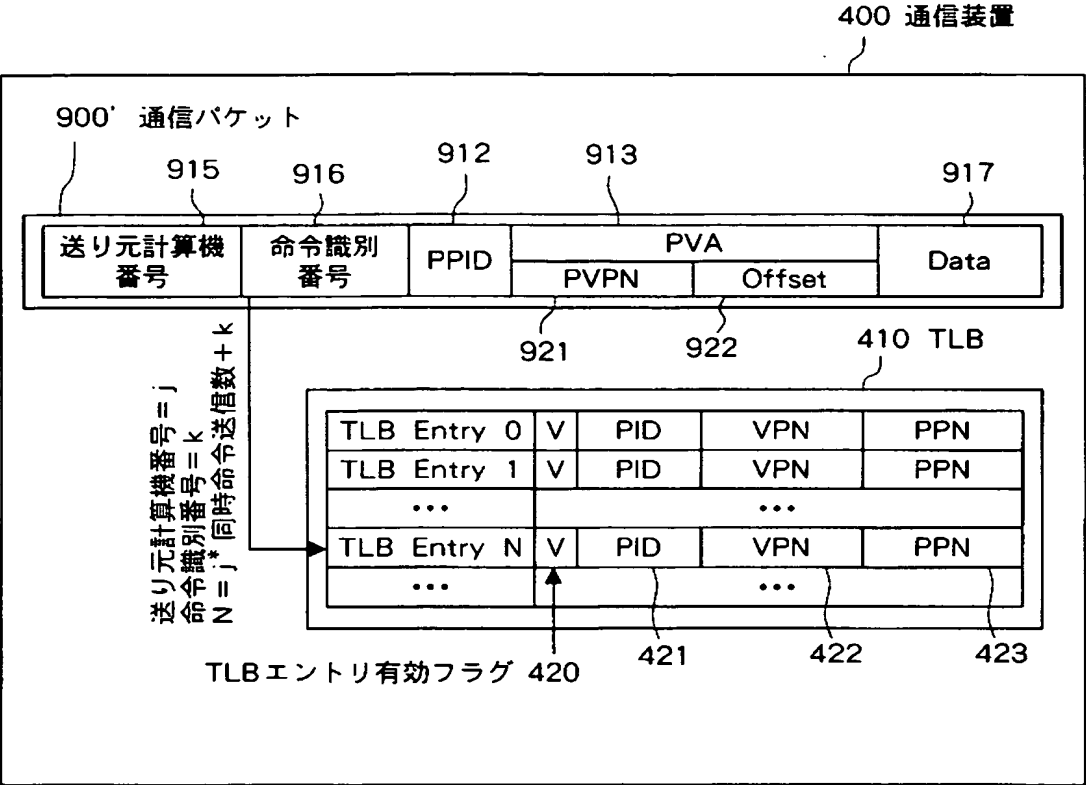 400 通信装置
900' 通信パケット
915 916 912 913 917
送り元計算機番号 命令識別番号 PPID PVA Data
PVPN Offset
921 922
410 TLB
送り元計算機番号=j
命令識別番号=k
N=j* 同時命令送信数+k
TLB Entry 0 V PID VPN PPN
TLB Entry 1 V PID VPN PPN
••• •••
TLB Entry N V PID VPN PPN
••• •••
TLBエントリ有効フラグ 420 421 422 423